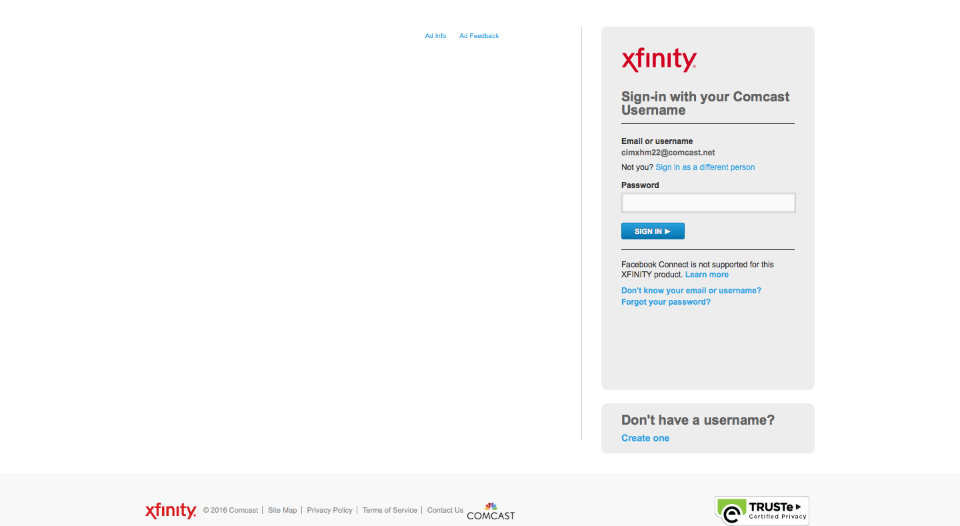 Ad Info Ad Feedback
xfinity
Sign-in with your Comcast
Username
Email or username
cimxhm22@comcast.net
Not you? Sign in as a different person
Password
SIGN IN
Facebook Connect is not supported for this
XFINITY product. Learn more
Don't know your email or username?
Forgot your password?
Don't have a username?
Create one
xfinity © 2016 Comcast | Site Map | Privacy Policy | Terms of Service | Contact Us COMCAST
TRUSTe
Certified Privacy